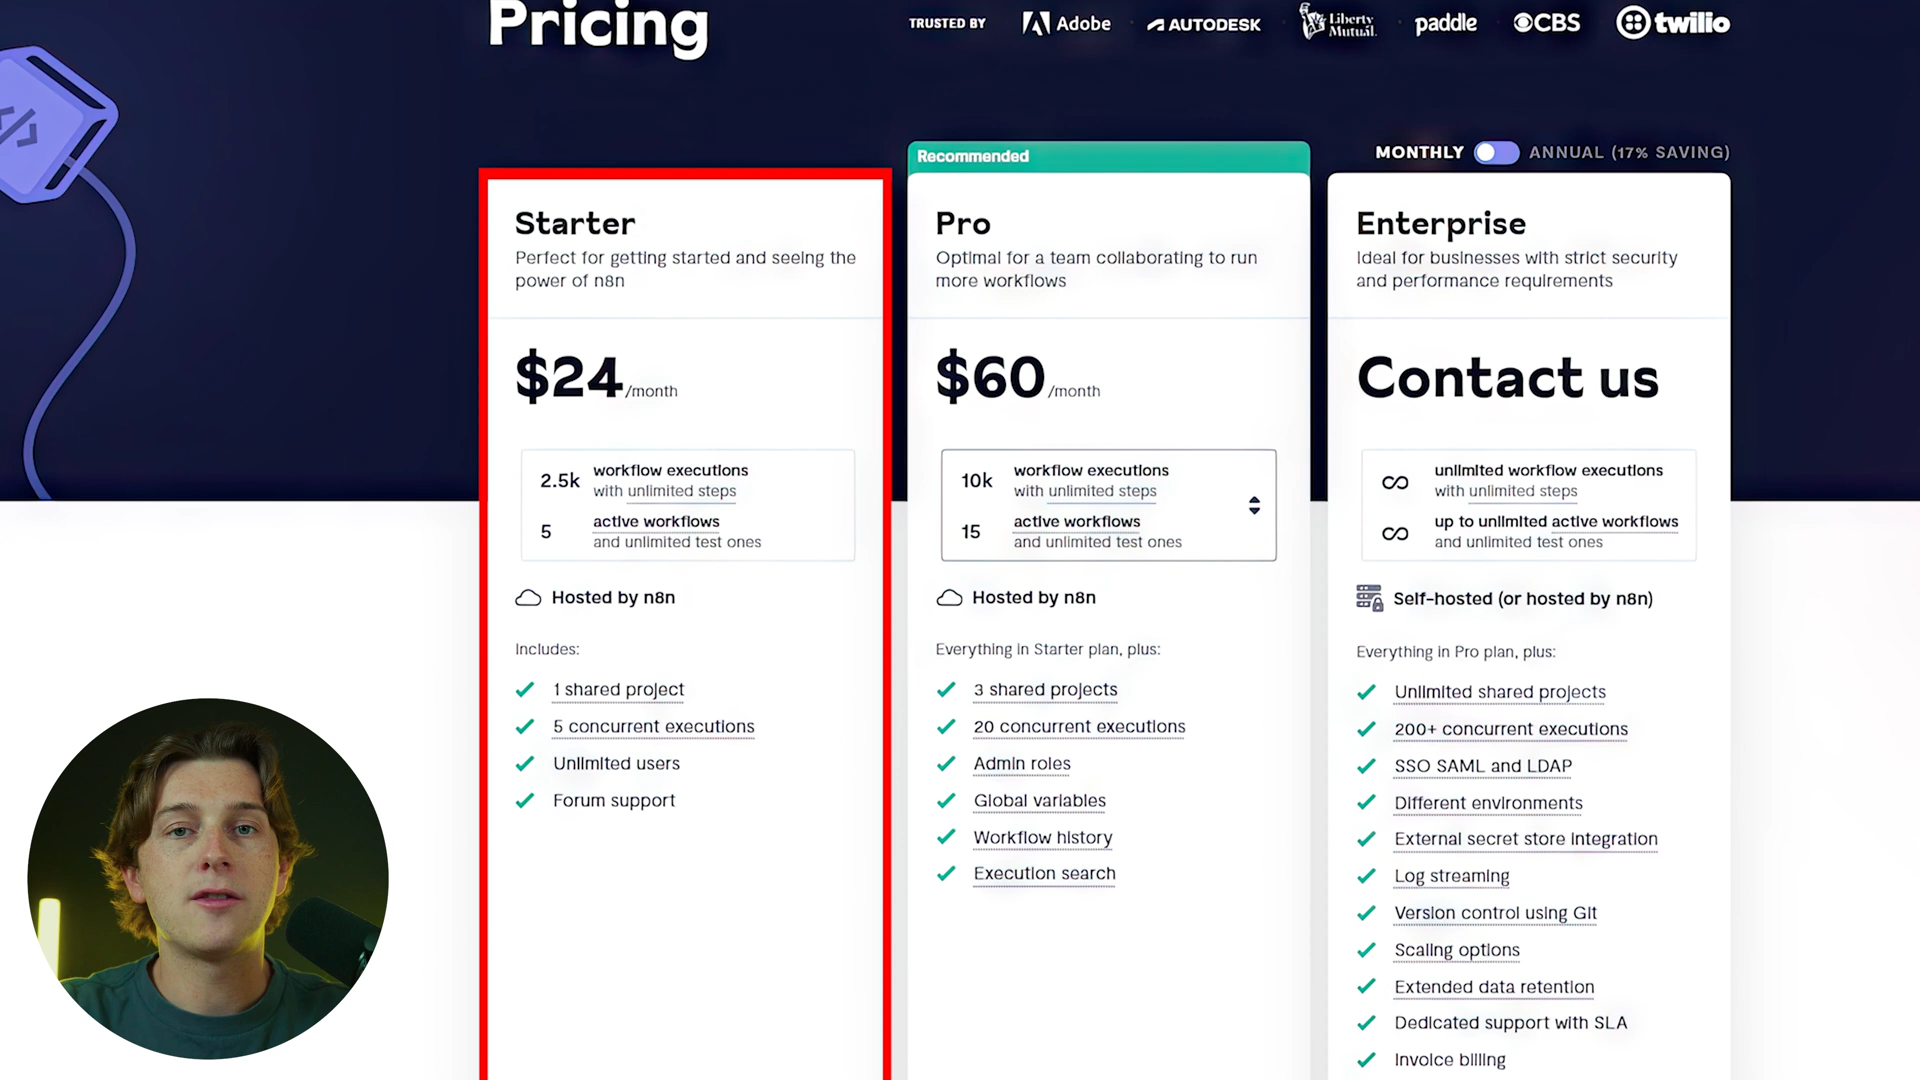 Pricing
TRUSTED BY
Adobe
AUTODESK
Liberty
Mutual.
paddle
CBS
twilio
MONTHLY
ANNUAL (17% SAVING)
Starter
Perfect for getting started and seeing the
power of n8n
$24/month
2.5k
workflow executions
with unlimited steps
5
active workflows
and unlimited test ones
Hosted by n8n
Includes:
1 shared project
5 concurrent executions
Unlimited users
Forum support
Recommended
Pro
Optimal for a team collaborating to run
more workflows
$60/month
10k
workflow executions
with unlimited steps
15
active workflows
and unlimited test ones
Hosted by n8n
Everything in Starter plan, plus:
3 shared projects
20 concurrent executions
Admin roles
Global variables
Workflow history
Execution search
Enterprise
Ideal for businesses with strict security
and performance requirements
Contact us
∞
unlimited workflow executions
with unlimited steps
∞
up to unlimited active workflows
and unlimited test ones
Self-hosted (or hosted by n8n)
Everything in Pro plan, plus:
Unlimited shared projects
200+ concurrent executions
SSO SAML and LDAP
Different environments
External secret store integration
Log streaming
Version control using Git
Scaling options
Extended data retention
Dedicated support with SLA
Invoice billing